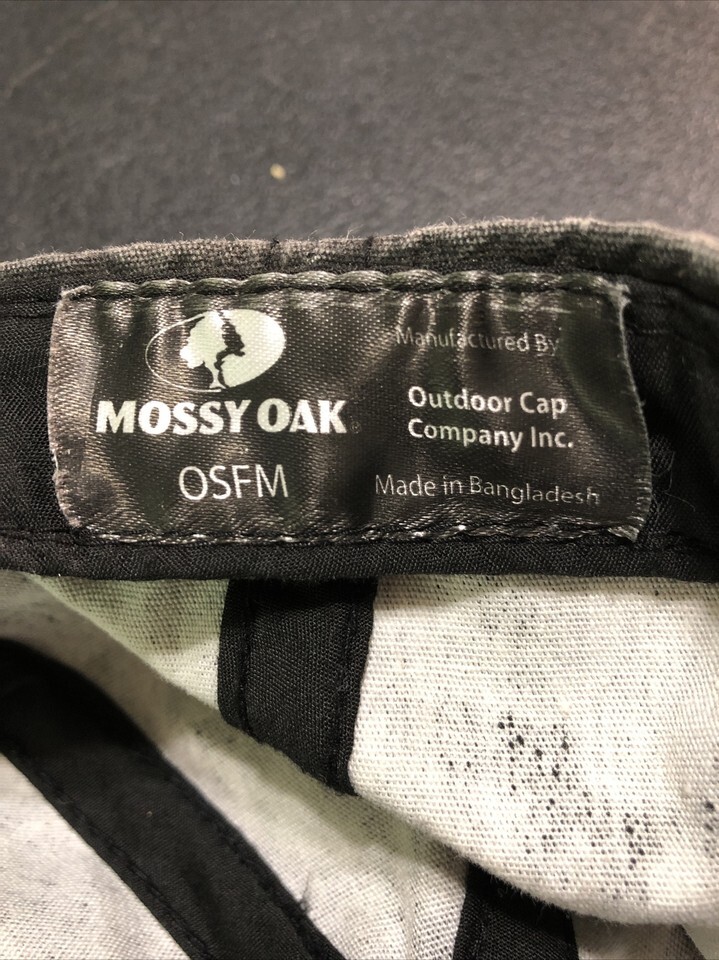 MOSSY OAK
OSFM
Manufactured By
Outdoor Cap
Company Inc.
Made in Bangladesh